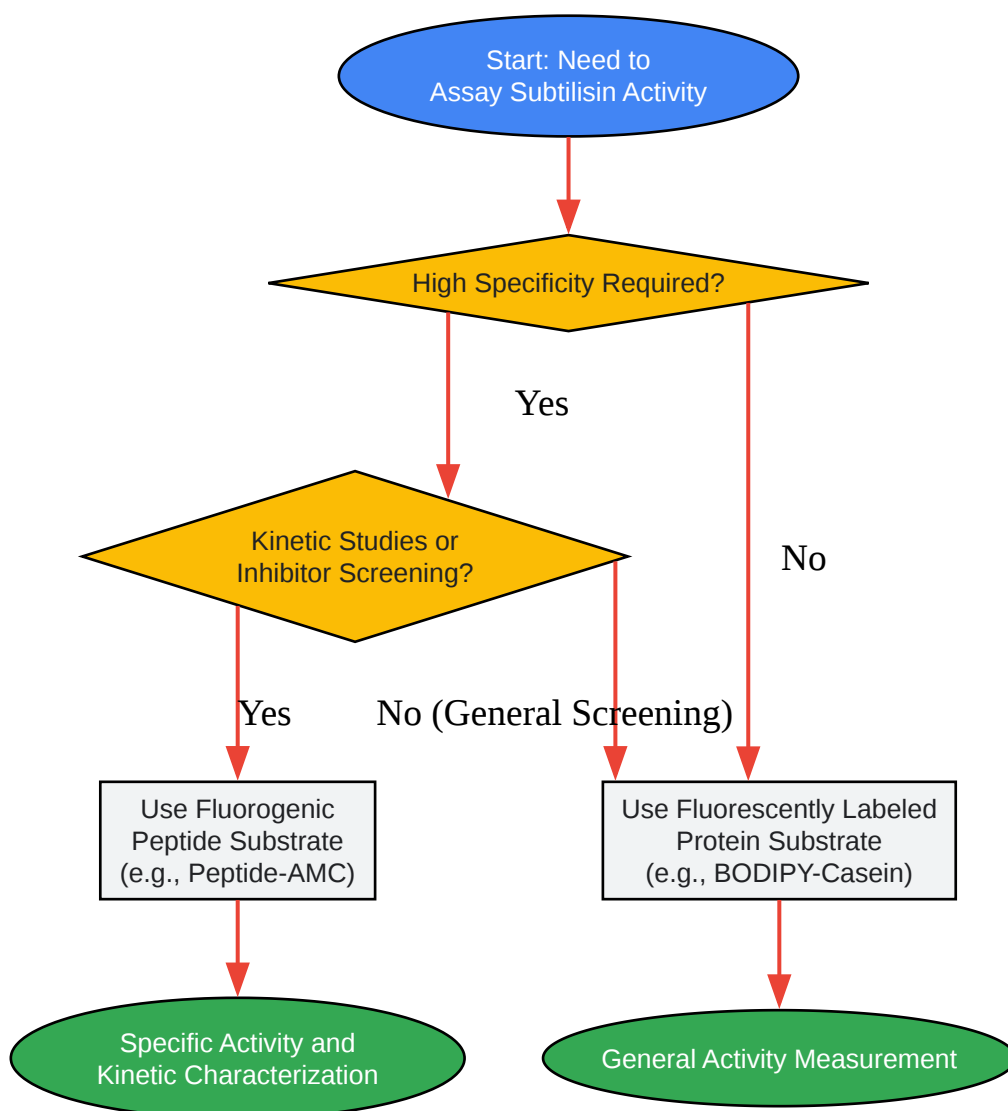 Start: Need to
Assay Subtilisin Activity
High Specificity Required?
Yes
Kinetic Studies or
Inhibitor Screening?
No
Yes
No (General Screening)
Use Fluorogenic
Peptide Substrate
(e.g., Peptide-AMC)
Use Fluorescently Labeled
Protein Substrate
(e.g., BODIPY-Casein)
Specific Activity and
Kinetic Characterization
General Activity Measurement